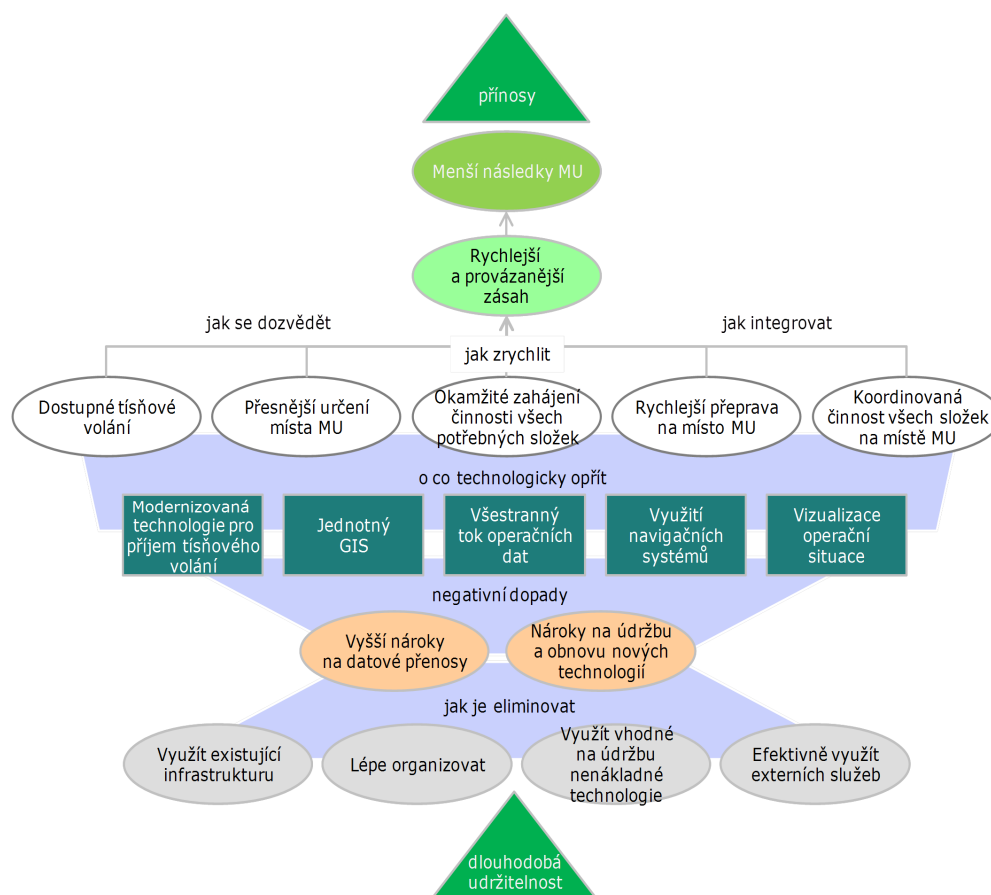 přínosy
Menší následky MU
Rychlejší
a provázanější
zásah
jak se dozvědět
jak integrovat
jak zrychlit
Dostupné tísňové
volání
Přesnější určení
místa MU
Okamžité zahájení
činnosti všech
potřebných složek
Rychlejší přeprava
na místo MU
Koordinovaná
činnost všech složek
na místě MU
o co technologicky opřít
Modernizovaná
technologie pro
příjem tísňového
volání
Jednotný
GIS
Všestranný
tok operačních
dat
Využití
navigačních
systémů
Vizualizace
operační
situace
negativní dopady
Vyšší nároky
na datové přenosy
Nároky na údržbu
a obnovu nových
technologií
jak je eliminovat
Využít existující
infrastrukturu
Lépe organizovat
Využít vhodné
na údržbu
nenákladné
technologie
Efektivně využít
externích služeb
dlouhodobá
udržitelnost